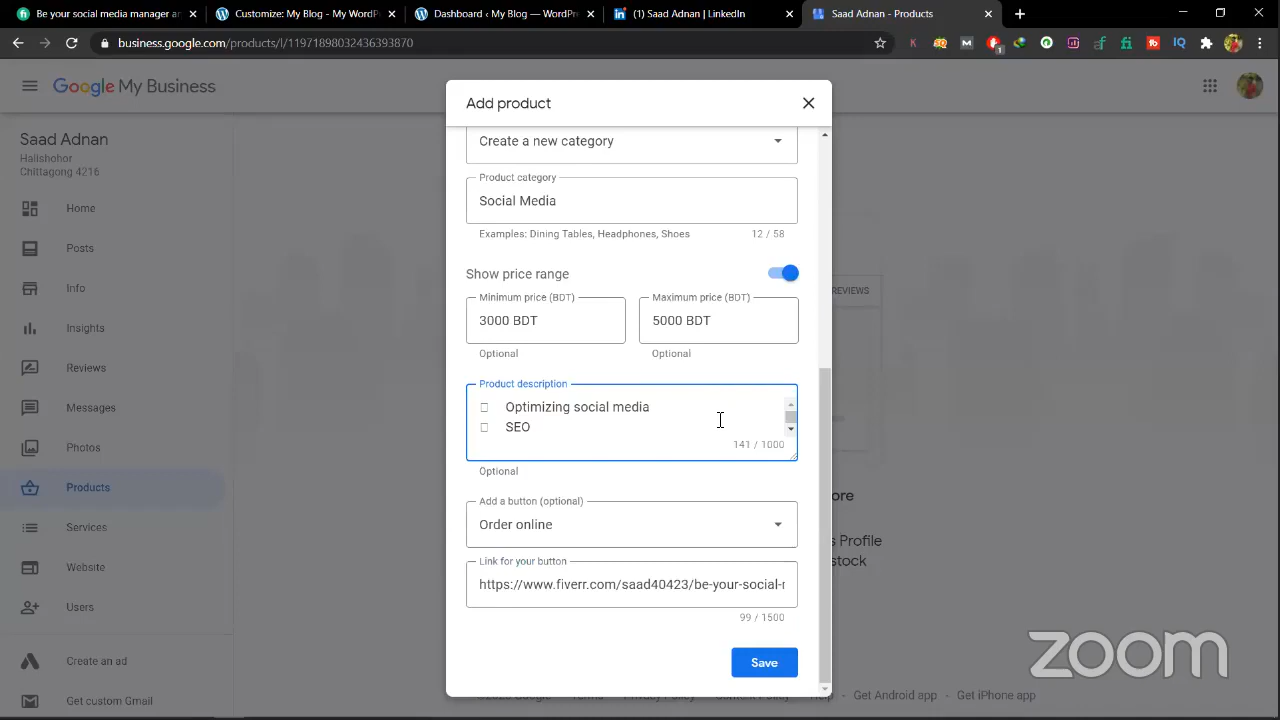 Be your social media manager ar
Customize: My Blog - My WordP
Dashboard ‹ My Blog — WordPre
(1) Saad Adnan | LinkedIn
Saad Adnan - Products
business.google.com/products/l/11971898032436393870
Google My Business
Saad Adnan
Halishohor
Chittagong 4216
Home
Posts
Info
Insights
Reviews
Messages
Photos
Products
Services
Website
Users
Create an ad
Get custom Gmail
Add product
Create a new category
Product category
Social Media
Examples: Dining Tables, Headphones, Shoes
12 / 58
Show price range
Minimum price (BDT)
3000 BDT
Optional
Maximum price (BDT)
5000 BDT
Optional
Product description
Optimizing social media
SEO
141 / 1000
Optional
Add a button (optional)
Order online
Link for your button
https://www.fiverr.com/saad40423/be-your-social-r
99 / 1500
Save
REVIEWS
ore
s Profile
stock
Help - Get Android app - Get iPhone app
zoom